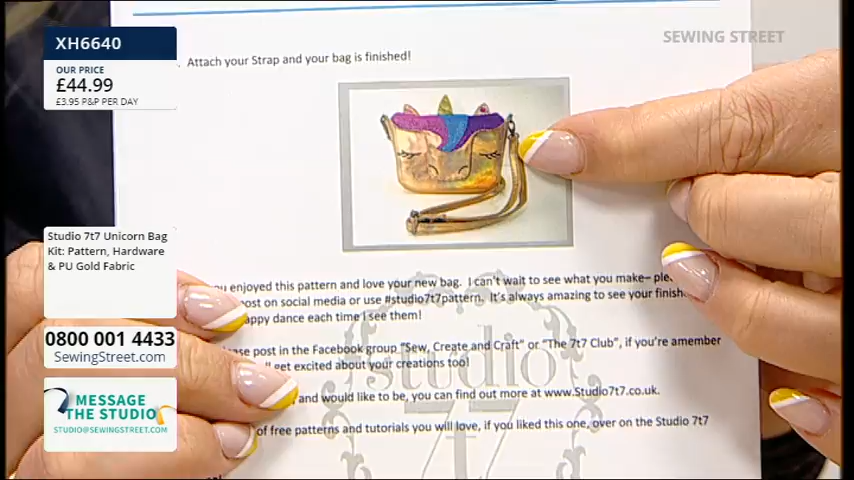 XH6640
OUR PRICE
£44.99
£3.95 P&P PER DAY
SEWING STREET
Attach your Strap and your bag is finished!
Studio 7t7 Unicorn Bag
Kit: Pattern, Hardware
& PU Gold Fabric
enjoyed this pattern and love your new bag. I can't wait to see what you make–
on social media or use #studio7t7pattern. It's always amazing to see your
dance each time I see them!
0800 001 4433
SewingStreet.com
post in the Facebook group "Sew, Create and Craft" or "The 7t7 Club", if you're amember
get excited about your creations too!
MESSAGE
THE STUDIO
STUDIO@SEWINGSTREET.COM
and would like to be, you can find out more at www.Studio7t7.co.uk.
of free patterns and tutorials you will love, if you liked this one, over on the Studio 7t7
studio
7t7